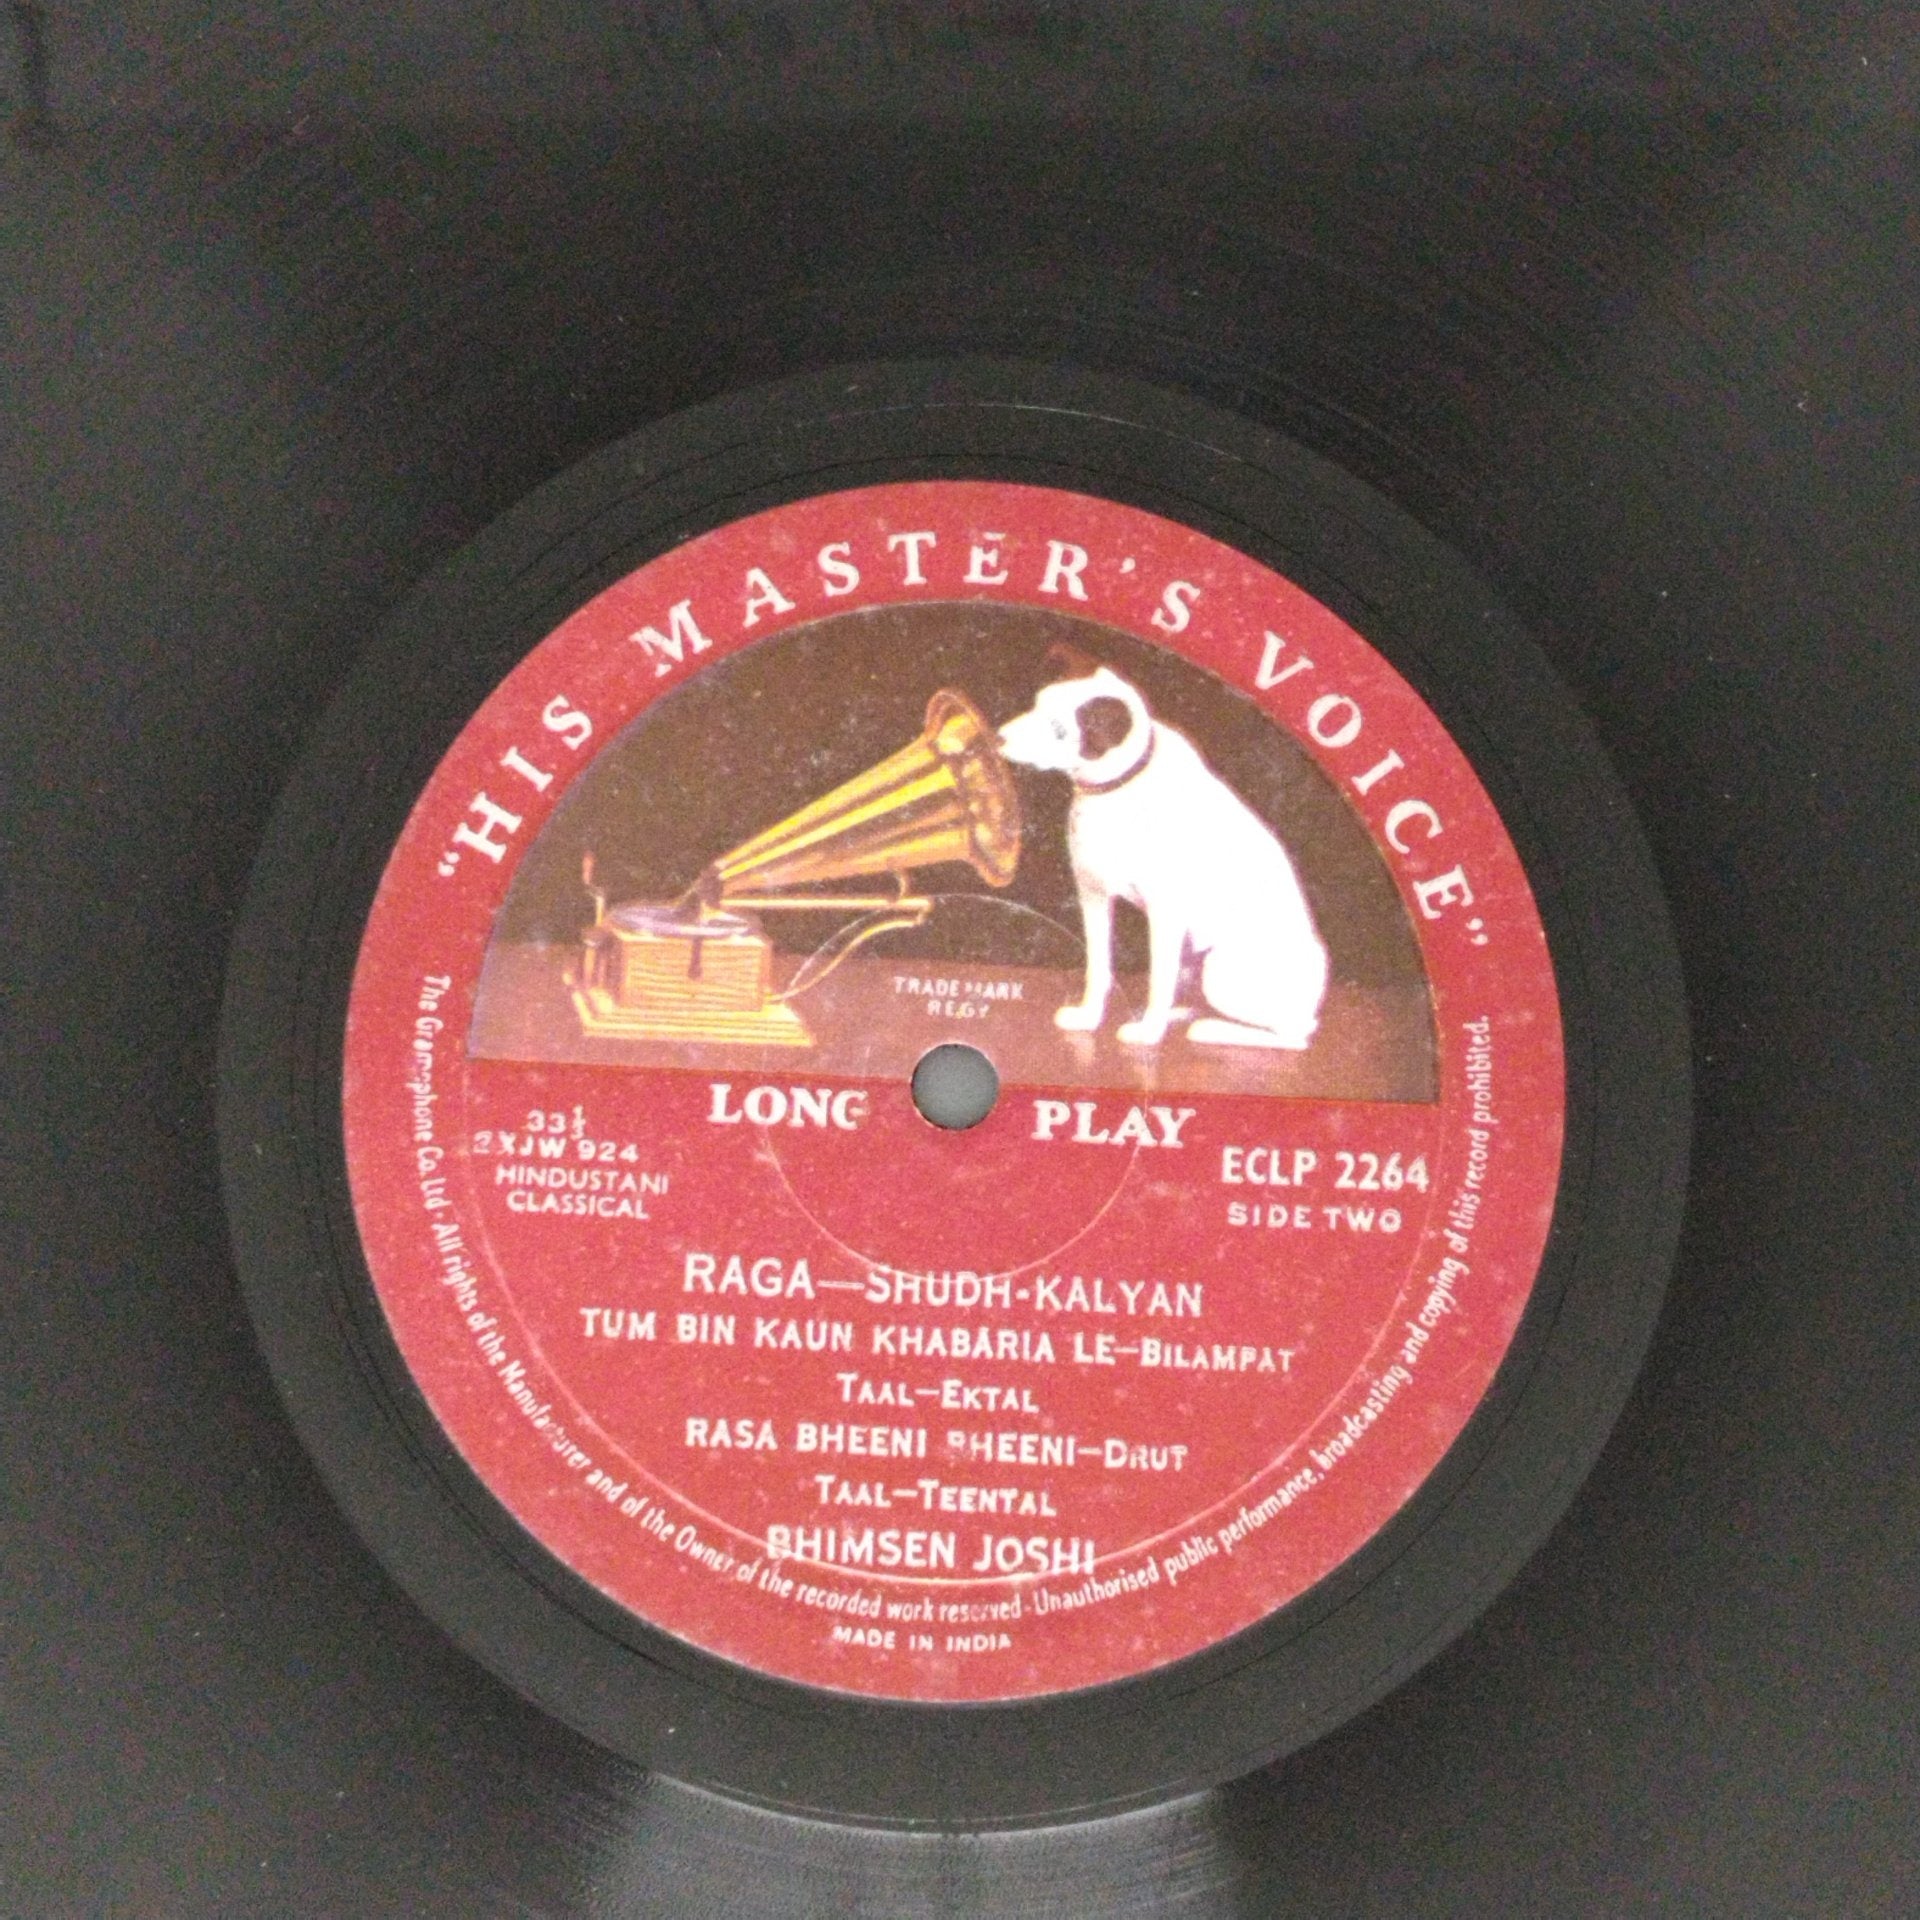 "HIS MASTER'S VOICE"
TRADE MARK
REGY
LONG PLAY
33⅓
2XJW 924
HINDUSTANI
CLASSICAL
ECLP 2264
SIDE TWO
RAGA—SHUDH-KALYAN
TUM BIN KAUN KHABARIA LE—BILAMPAT
TAAL—EKTAL
RASA BHEENI BHEENI—DRUT
TAAL—TEENTAL
BHIMSEN JOSHI
The Gramophone Co. Ltd · All rights of the Manufacturer and of the Owner of the recorded work reserved - Unauthorised public performance, broadcasting and copying of this record prohibited.
MADE IN INDIA